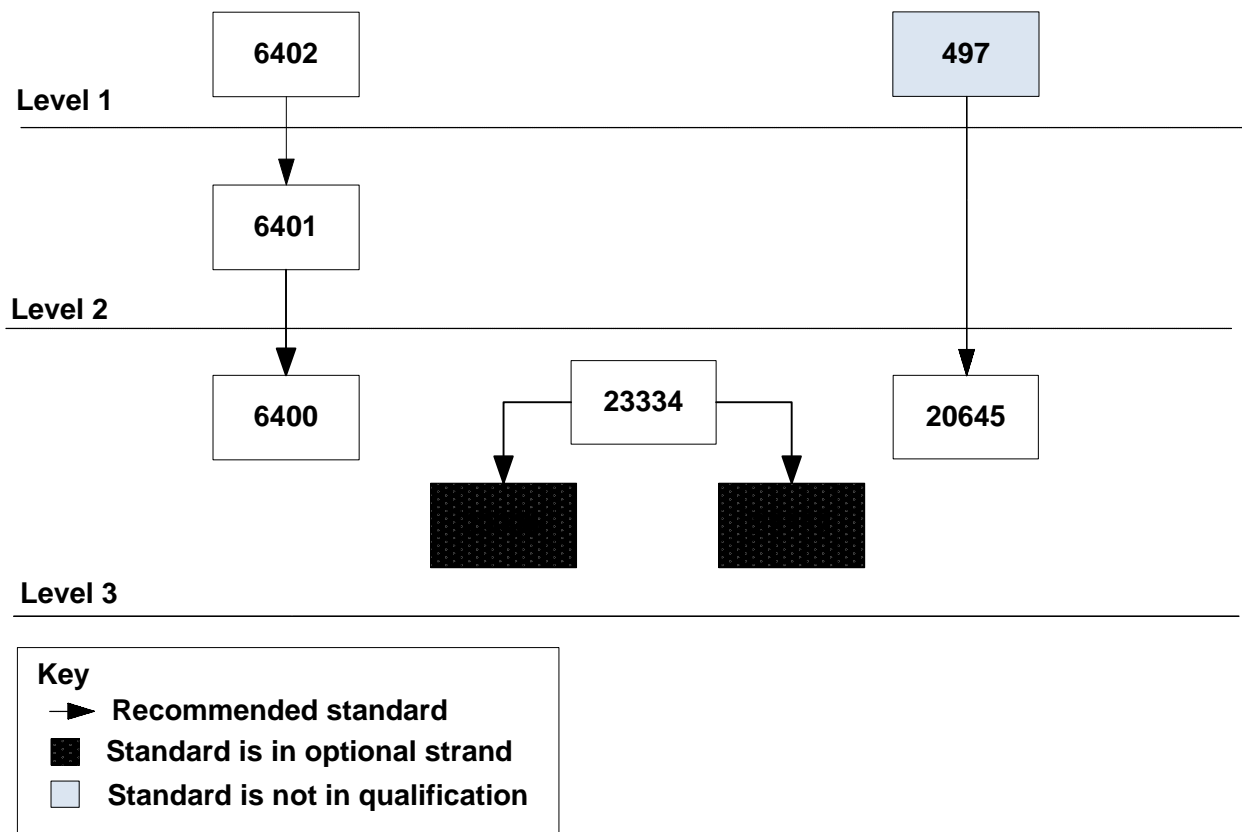 6402
497
Level 1
6401
Level 2
6400
23334
20645
Level 3
Key
Recommended standard
Standard is in optional strand
Standard is not in qualification